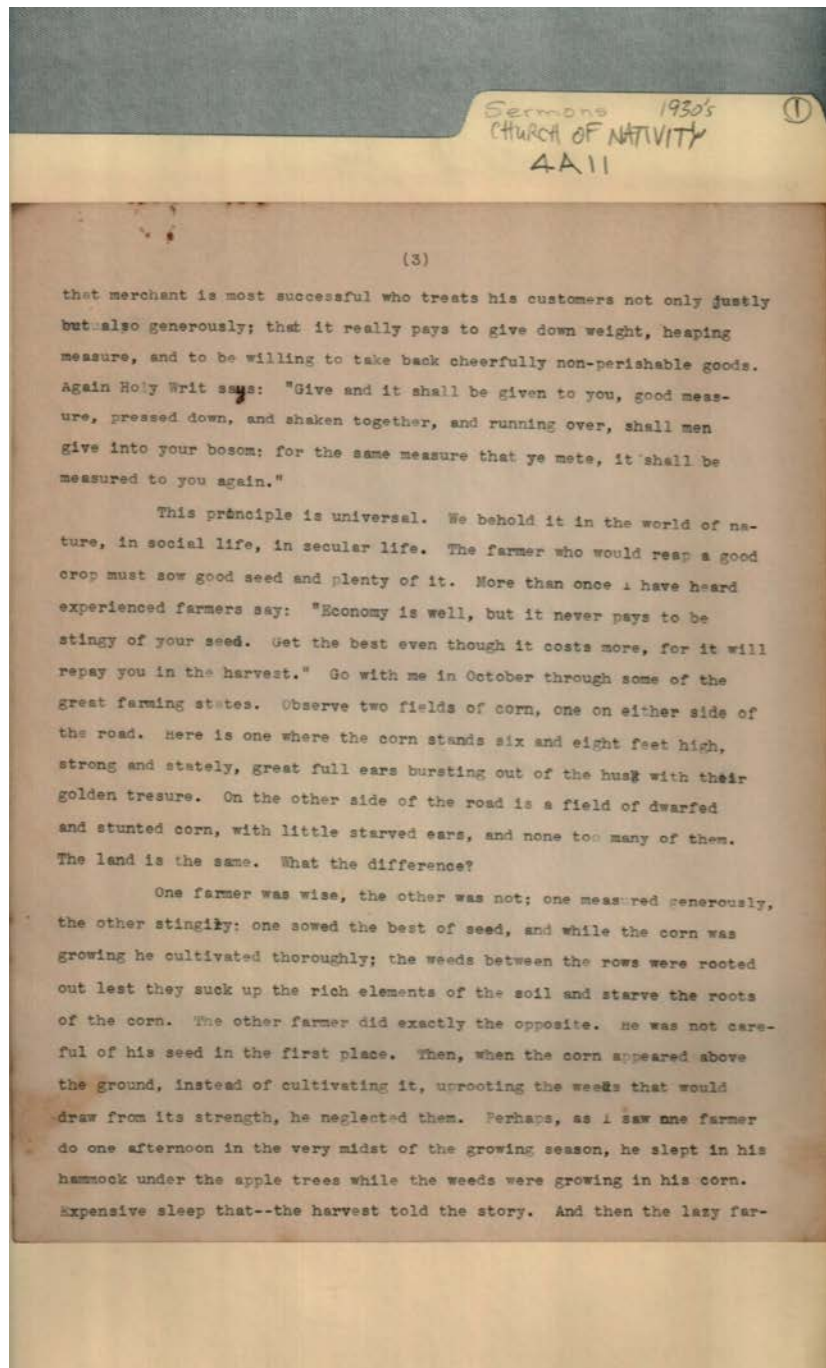 Sermons 1930's ①
CHURCH OF NATIVITY
4A11
(3)
that merchant is most successful who treats his customers not only justly
but also generously; that it really pays to give down weight, heaping
measure, and to be willing to take back cheerfully non-perishable goods.
Again Holy Writ says: "Give and it shall be given to you, good meas-
ure, pressed down, and shaken together, and running over, shall men
give into your bosom: for the same measure that ye mete, it shall be
measured to you again."
This principle is universal. We behold it in the world of na-
ture, in social life, in secular life. The farmer who would reap a good
crop must sow good seed and plenty of it. More than once I have heard
experienced farmers say: "Economy is well, but it never pays to be
stingy of your seed. Get the best even though it costs more, for it will
repay you in the harvest." Go with me in October through some of the
great farming states. Observe two fields of corn, one on either side of
the road. Here is one where the corn stands six and eight feet high,
strong and stately, great full ears bursting out of the husk with their
golden tresure. On the other side of the road is a field of dwarfed
and stunted corn, with little starved ears, and none too many of them.
The land is the same. What the difference?
One farmer was wise, the other was not; one measured generously,
the other stingily: one sowed the best of seed, and while the corn was
growing he cultivated thoroughly; the weeds between the rows were rooted
out lest they suck up the rich elements of the soil and starve the roots
of the corn. The other farmer did exactly the opposite. He was not care-
ful of his seed in the first place. Then, when the corn appeared above
the ground, instead of cultivating it, uprooting the weeds that would
draw from its strength, he neglected them. Perhaps, as I saw one farmer
do one afternoon in the very midst of the growing season, he slept in his
hammock under the apple trees while the weeds were growing in his corn.
Expensive sleep that--the harvest told the story. And then the lazy far-